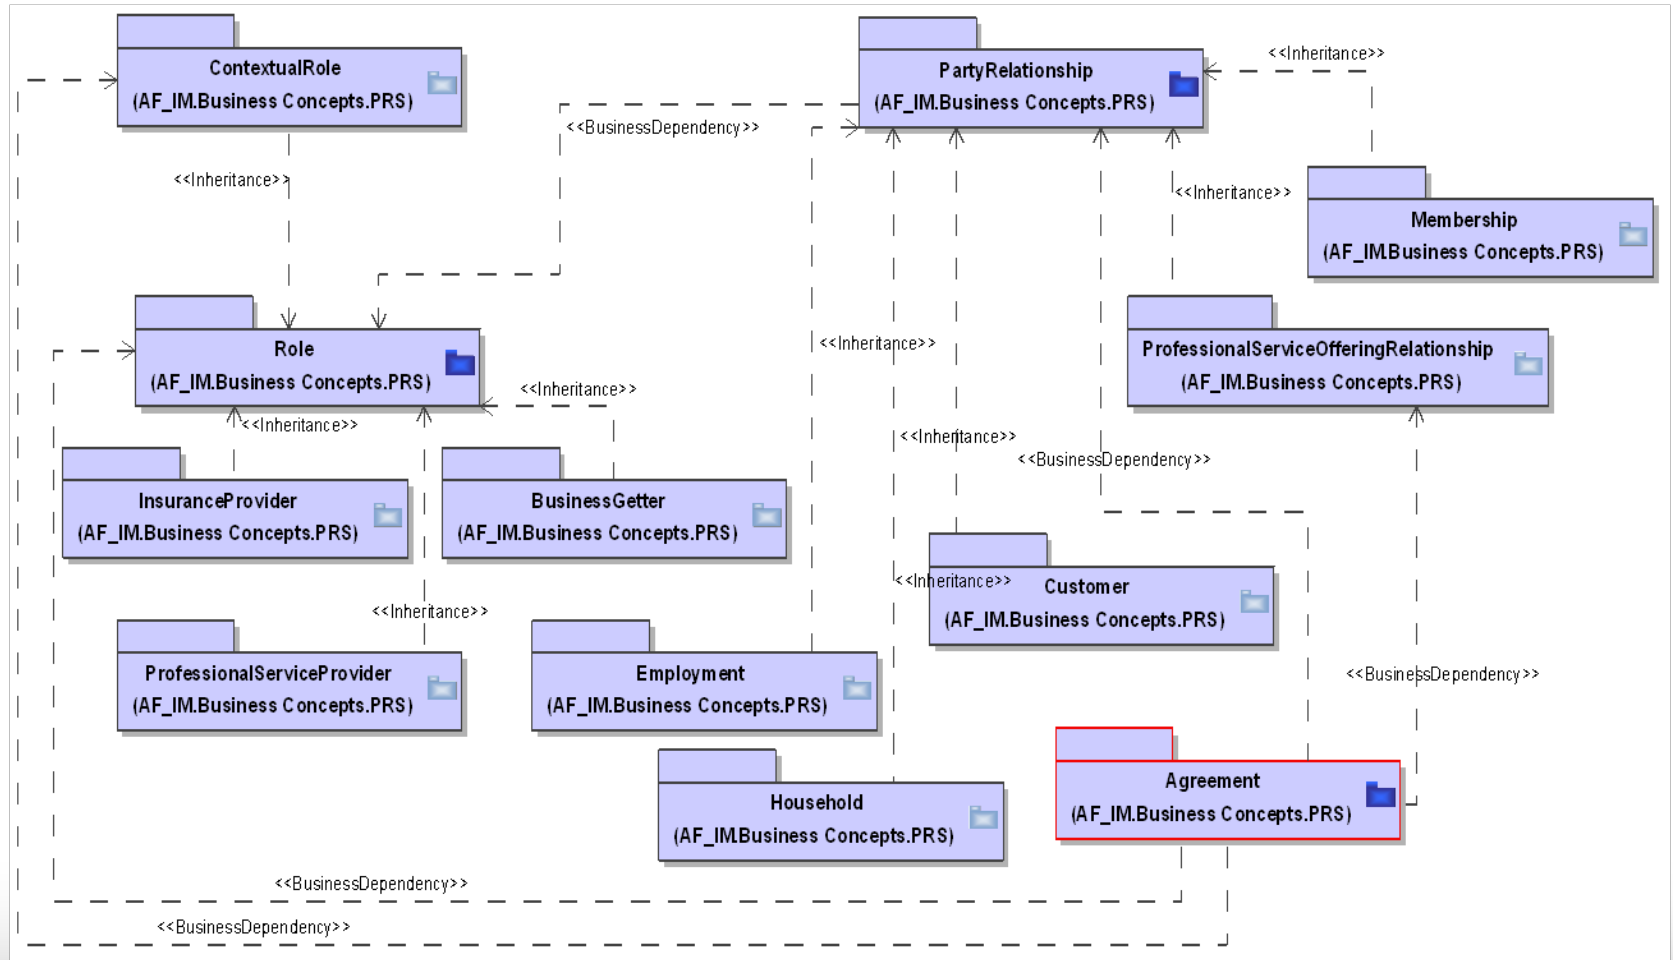 ContextualRole
(AF_IM.Business Concepts.PRS)
PartyRelationship
(AF_IM.Business Concepts.PRS)
<<Inheritance>>
<<BusinessDependency>>
<<Inheritance>>
<<Inheritance>>
Membership
(AF_IM.Business Concepts.PRS)
Role
(AF_IM.Business Concepts.PRS)
<<Inheritance>>
ProfessionalServiceOfferingRelationship
(AF_IM.Business Concepts.PRS)
<<Inheritance>>
<<Inheritance>>
<<Inheritance>>
<<BusinessDependency>>
InsuranceProvider
(AF_IM.Business Concepts.PRS)
BusinessGetter
(AF_IM.Business Concepts.PRS)
<<Inheritance>>
Customer
(AF_IM.Business Concepts.PRS)
<<Inheritance>>
ProfessionalServiceProvider
(AF_IM.Business Concepts.PRS)
Employment
(AF_IM.Business Concepts.PRS)
<<BusinessDependency>>
Household
(AF_IM.Business Concepts.PRS)
Agreement
(AF_IM.Business Concepts.PRS)
<<BusinessDependency>>
<<BusinessDependency>>